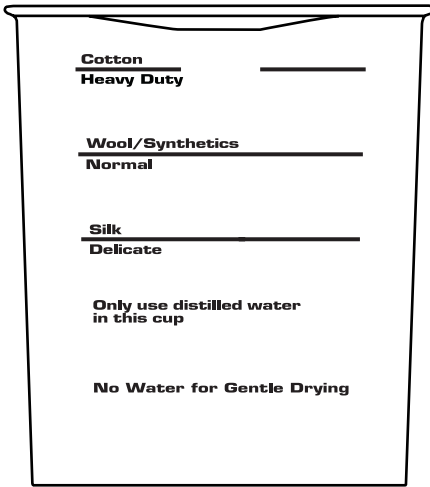 Cotton
Heavy Duty
Wool/Synthetics
Normal
Silk
Delicate
Only use distilled water
in this cup
No Water for Gentle Drying